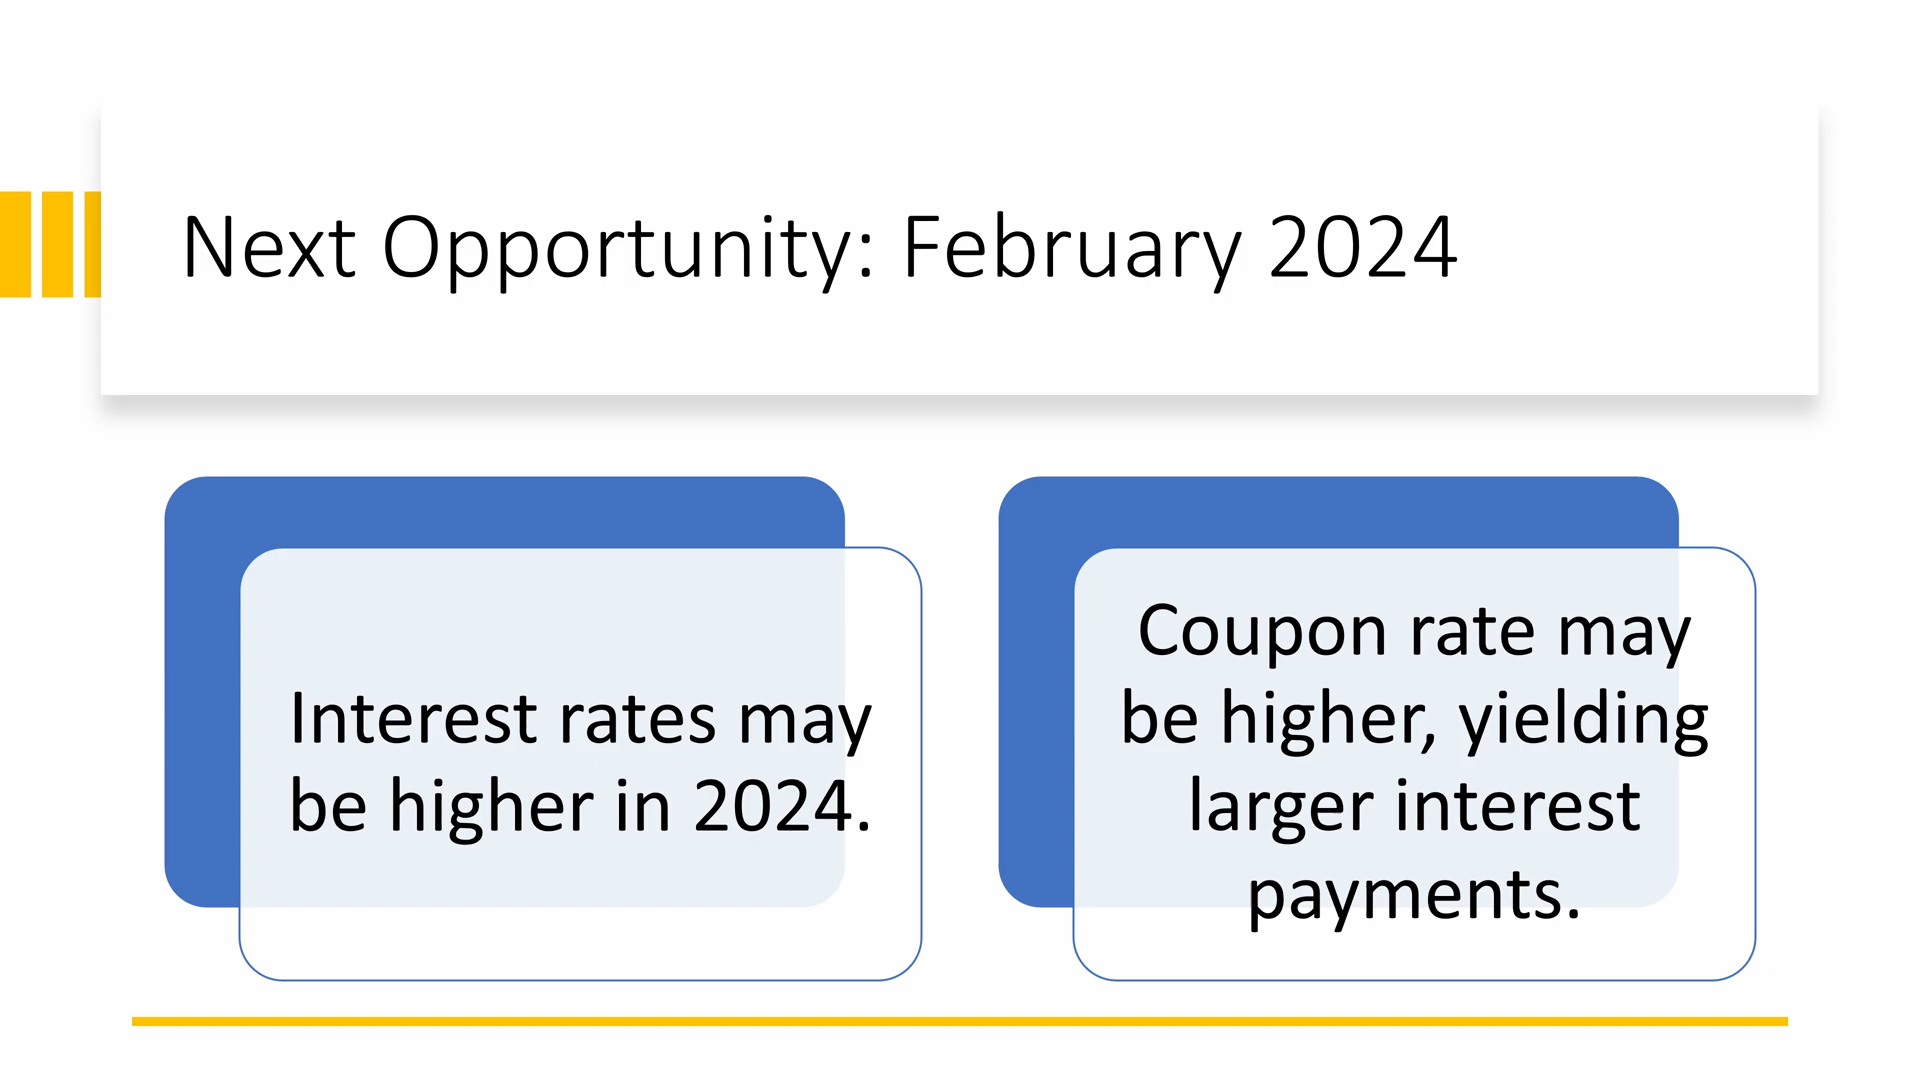 Next Opportunity: February 2024
Interest rates may
be higher in 2024.
Coupon rate may
be higher, yielding
larger interest
payments.